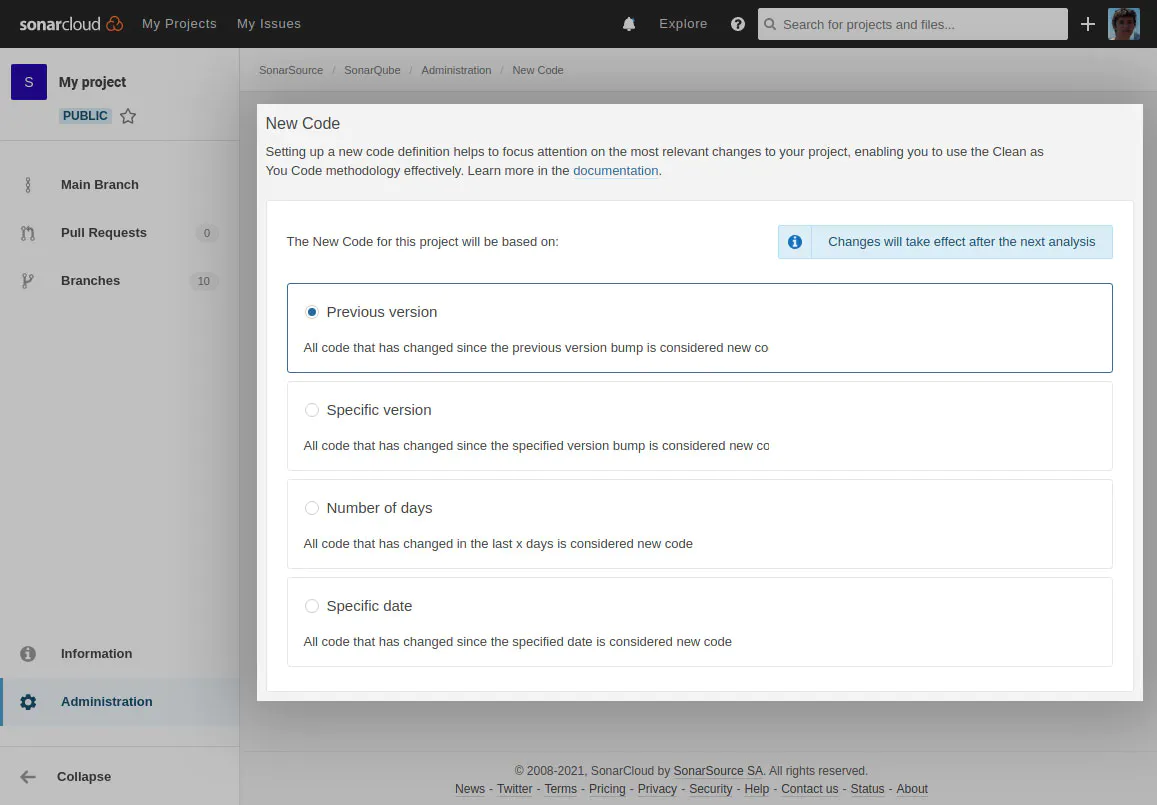 sonarcloud My Projects My Issues Explore ? Search for projects and files...
S My project
PUBLIC
Main Branch
Pull Requests 0
Branches 10
Information
Administration
Collapse
SonarSource / SonarQube / Administration / New Code
New Code
Setting up a new code definition helps to focus attention on the most relevant changes to your project, enabling you to use the Clean as
You Code methodology effectively. Learn more in the documentation.
The New Code for this project will be based on:
Changes will take effect after the next analysis
Previous version
All code that has changed since the previous version bump is considered new co
Specific version
All code that has changed since the specified version bump is considered new co
Number of days
All code that has changed in the last x days is considered new code
Specific date
All code that has changed since the specified date is considered new code
© 2008-2021, SonarCloud by SonarSource SA. All rights reserved.
News - Twitter - Terms - Pricing - Privacy - Security - Help - Contact us - Status - About